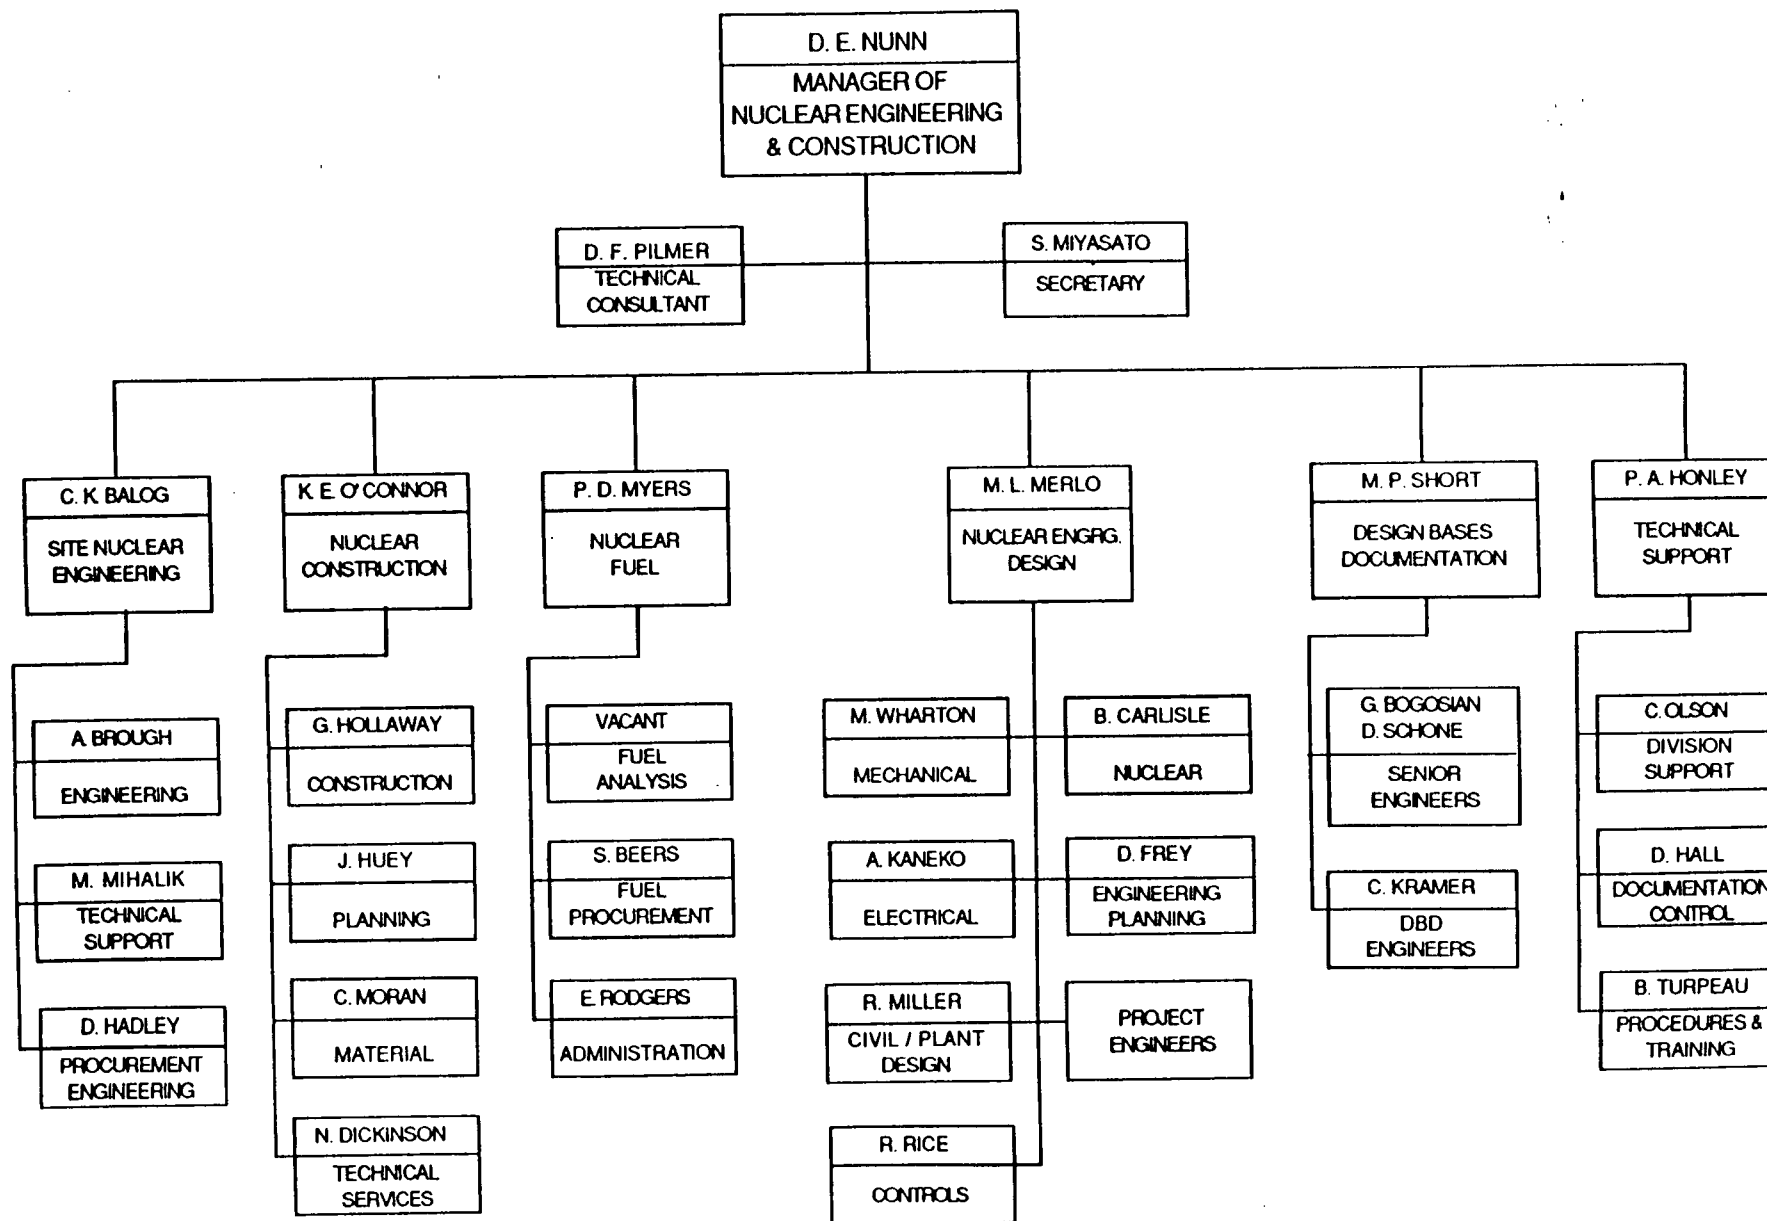 D. E. NUNN
MANAGER OF
NUCLEAR ENGINEERING
& CONSTRUCTION
D. F. PILMER
TECHNICAL
CONSULTANT
S. MIYASATO
SECRETARY
C. K. BALOG
SITE NUCLEAR
ENGINEERING
K. E. O'CONNOR
NUCLEAR
CONSTRUCTION
P. D. MYERS
NUCLEAR
FUEL
M. L. MERLO
NUCLEAR ENGRG.
DESIGN
M. P. SHORT
DESIGN BASES
DOCUMENTATION
P. A. HONLEY
TECHNICAL
SUPPORT
A. BROUGH
ENGINEERING
M. MIHALIK
TECHNICAL
SUPPORT
D. HADLEY
PROCUREMENT
ENGINEERING
G. HOLLAWAY
CONSTRUCTION
J. HUEY
PLANNING
C. MORAN
MATERIAL
N. DICKINSON
TECHNICAL
SERVICES
VACANT
FUEL
ANALYSIS
S. BEERS
FUEL
PROCUREMENT
E. RODGERS
ADMINISTRATION
M. WHARTON
MECHANICAL
B. CARLISLE
NUCLEAR
A. KANEKO
ELECTRICAL
D. FREY
ENGINEERING
PLANNING
R. MILLER
CIVIL / PLANT
DESIGN
PROJECT
ENGINEERS
R. RICE
CONTROLS
G. BOGOSIAN
D. SCHONE
SENIOR
ENGINEERS
C. KRAMER
DBD
ENGINEERS
C. OLSON
DIVISION
SUPPORT
D. HALL
DOCUMENTATION
CONTROL
B. TURPEAU
PROCEDURES &
TRAINING